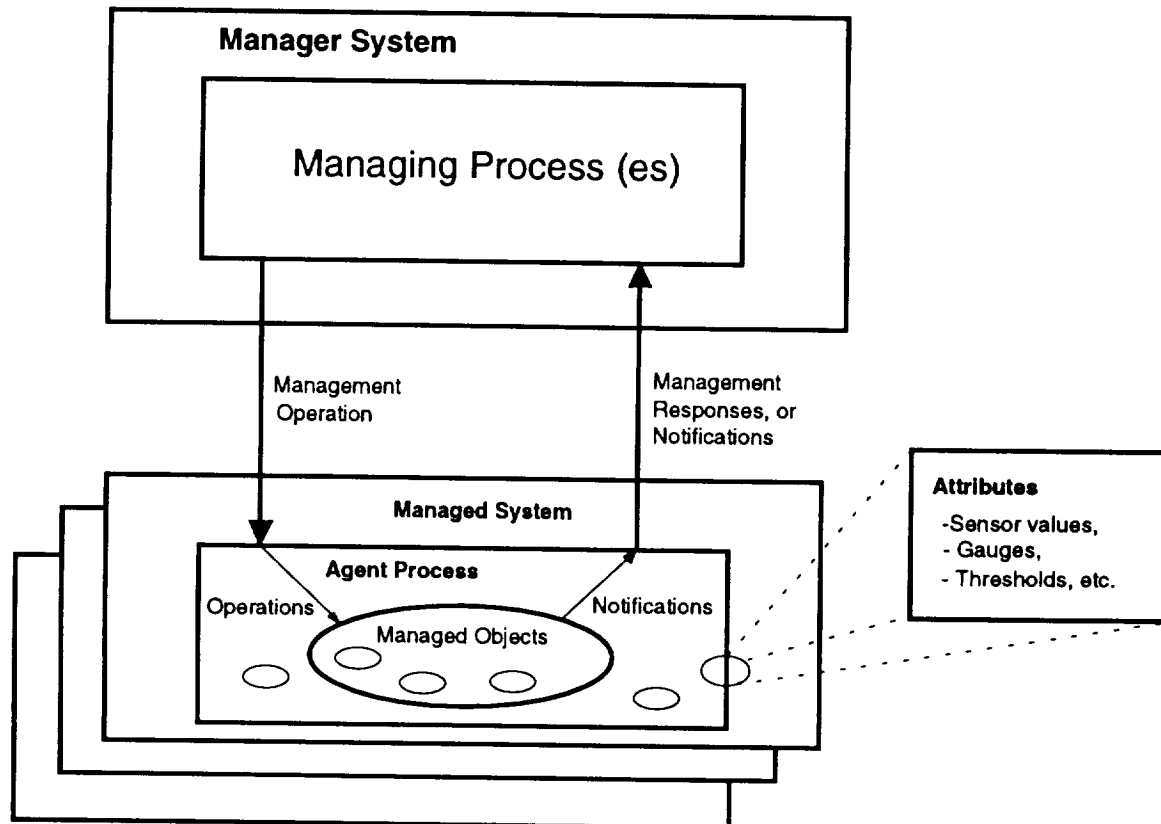 Manager System
Managing Process (es)
Management
Operation
Management
Responses, or
Notifications
Managed System
Agent Process
Operations
Notifications
Managed Objects
Attributes
-Sensor values,
- Gauges,
- Thresholds, etc.